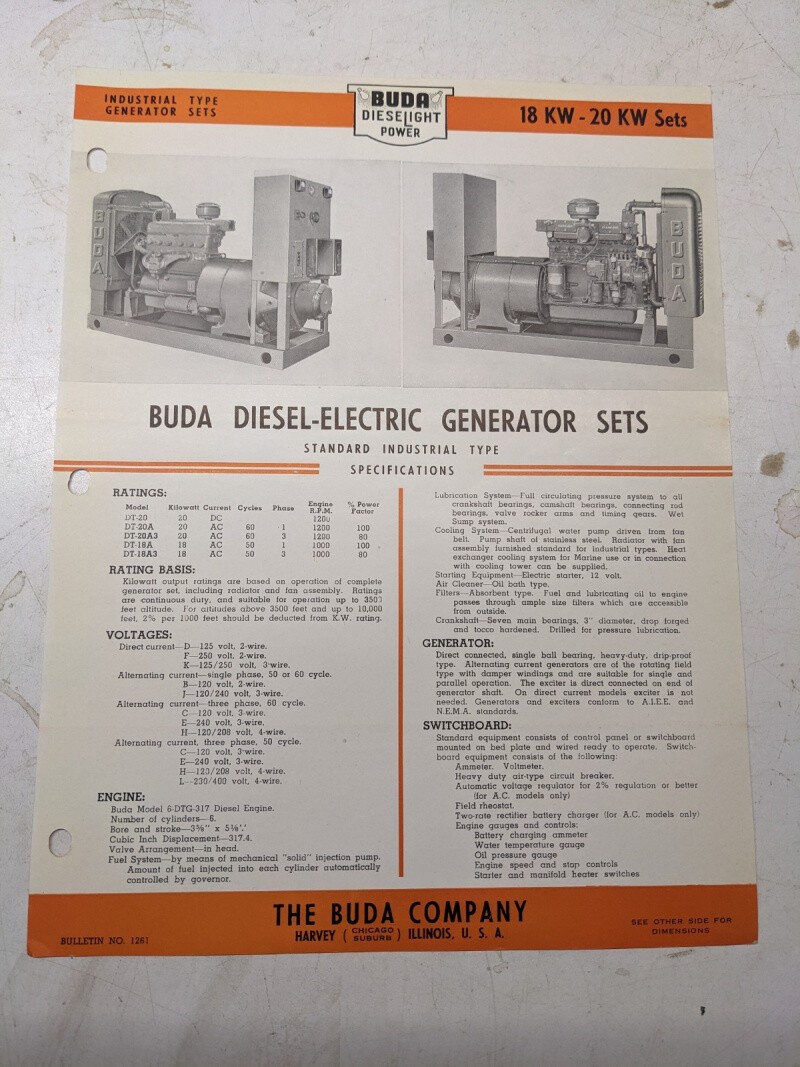 INDUSTRIAL TYPE
GENERATOR SETS
BUDA
DIESELIGHT
POWER
18 KW - 20 KW Sets
BUDA
BUDA
BUDA DIESEL-ELECTRIC GENERATOR SETS
STANDARD INDUSTRIAL TYPE
SPECIFICATIONS
RATINGS:
Model Kilowatt Current Cycles Phase Engine R.P.M. % Power Factor
DT-20 20 DC 1200
DT-20A 20 AC 60 1 1200 100
DT-20A3 20 AC 60 3 1200 80
DT-18A 18 AC 50 1 1000 100
DT-18A3 18 AC 50 3 1000 80
RATING BASIS:
Kilowatt output ratings are based on operation of complete
generator set, including radiator and fan assembly. Ratings
are continuous duty, and suitable for operation up to 3500
feet altitude. For altitudes above 3500 feet and up to 10,000
feet, 2% per 1000 feet should be deducted from K.W. rating.
VOLTAGES:
Direct current—D—125 volt, 2-wire.
F—250 volt, 2-wire.
K—125/250 volt, 3-wire.
Alternating current—single phase, 50 or 60 cycle.
B—120 volt, 2-wire.
J—120/240 volt, 3-wire.
Alternating current—three phase, 60 cycle.
C—120 volt, 3-wire.
E—240 volt, 3-wire.
H—120/208 volt, 4-wire.
Alternating current, three phase, 50 cycle.
C—120 volt, 3-wire.
E—240 volt, 3-wire.
H—120/208 volt, 4-wire.
L—230/400 volt, 4-wire.
ENGINE:
Buda Model 6-DTG-317 Diesel Engine.
Number of cylinders—6.
Bore and stroke—3⅝" x 5⅛".
Cubic Inch Displacement—317.4.
Valve Arrangement—in head.
Fuel System—by means of mechanical "solid" injection pump.
Amount of fuel injected into each cylinder automatically
controlled by governor.
Lubrication System—Full circulating pressure system to all
crankshaft bearings, camshaft bearings, connecting rod
bearings, valve rocker arms and timing gears. Wet
Sump system.
Cooling System—Centrifugal water pump driven from fan
belt. Pump shaft of stainless steel. Radiator with fan
assembly furnished standard for industrial types. Heat
exchanger cooling system for Marine use or in connection
with cooling tower can be supplied.
Starting Equipment—Electric starter, 12 volt.
Air Cleaner—Oil bath type.
Filters—Absorbent type. Fuel and lubricating oil to engine
passes through ample size filters which are accessible
from outside.
Crankshaft—Seven main bearings, 3" diameter, drop forged
and tocco hardened. Drilled for pressure lubrication.
GENERATOR:
Direct connected, single ball bearing, heavy-duty, drip-proof
type. Alternating current generators are of the rotating field
type with damper windings and are suitable for single and
parallel operation. The exciter is direct connected on end of
generator shaft. On direct current models exciter is not
needed. Generators and exciters conform to A.I.E.E. and
N.E.M.A. standards.
SWITCHBOARD:
Standard equipment consists of control panel or switchboard
mounted on bed plate and wired ready to operate. Switch-
board equipment consists of the following:
Ammeter. Voltmeter.
Heavy duty air-type circuit breaker.
Automatic voltage regulator for 2% regulation or better
(for A.C. models only)
Field rheostat.
Two-rate rectifier battery charger (for A.C. models only)
Engine gauges and controls:
Battery charging ammeter
Water temperature gauge
Oil pressure gauge
Engine speed and stop controls
Starter and manifold heater switches
THE BUDA COMPANY
HARVEY ( CHICAGO SUBURB ) ILLINOIS, U. S. A.
BULLETIN NO. 1261
SEE OTHER SIDE FOR
DIMENSIONS